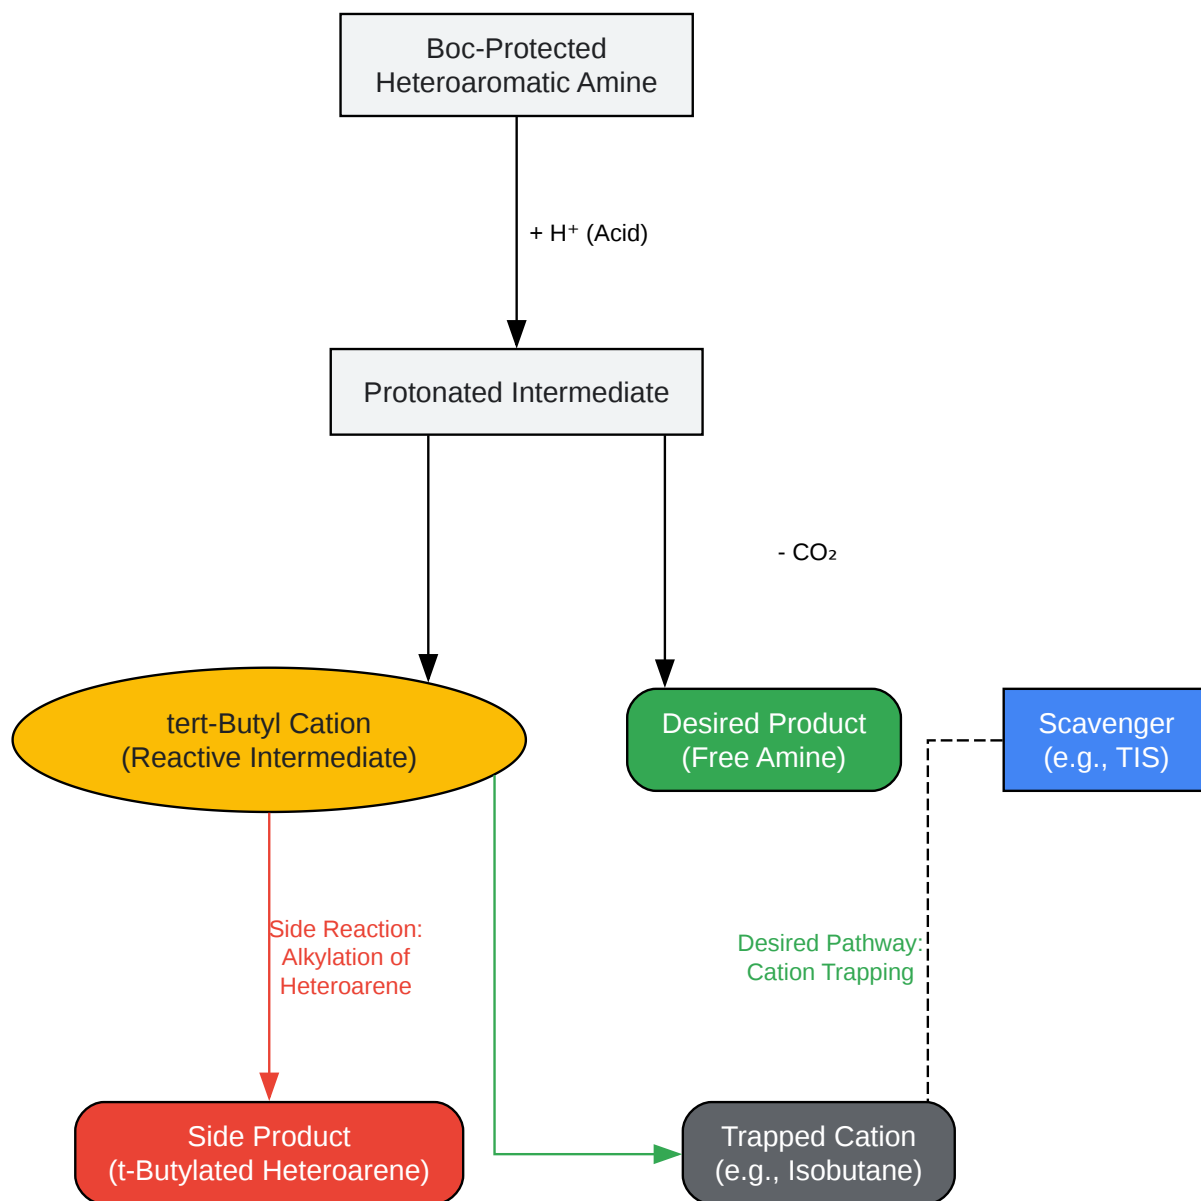 Boc-Protected
Heteroaromatic Amine
+ H⁺ (Acid)
Protonated Intermediate
- CO₂
tert-Butyl Cation
(Reactive Intermediate)
Desired Product
(Free Amine)
Scavenger
(e.g., TIS)
Side Reaction:
Alkylation of
Heteroarene
Desired Pathway:
Cation Trapping
Side Product
(t-Butylated Heteroarene)
Trapped Cation
(e.g., Isobutane)